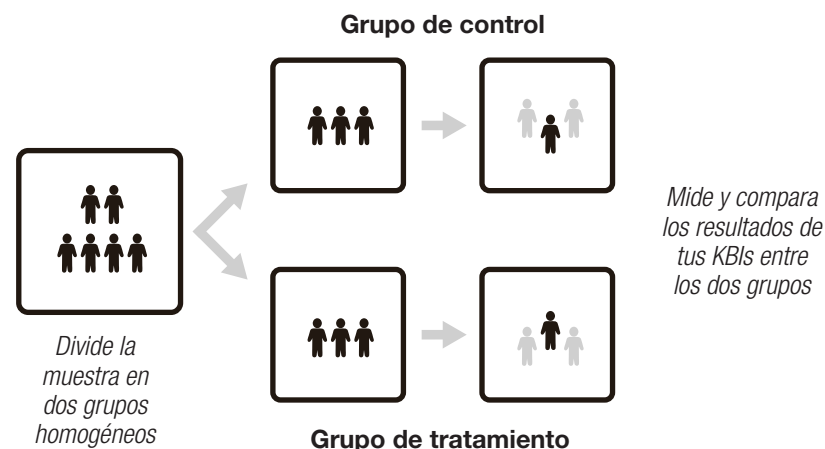 Grupo de control
Divide la
muestra en
dos grupos
homogéneos
Mide y compara
los resultados de
tus KBIs entre
los dos grupos
Grupo de tratamiento